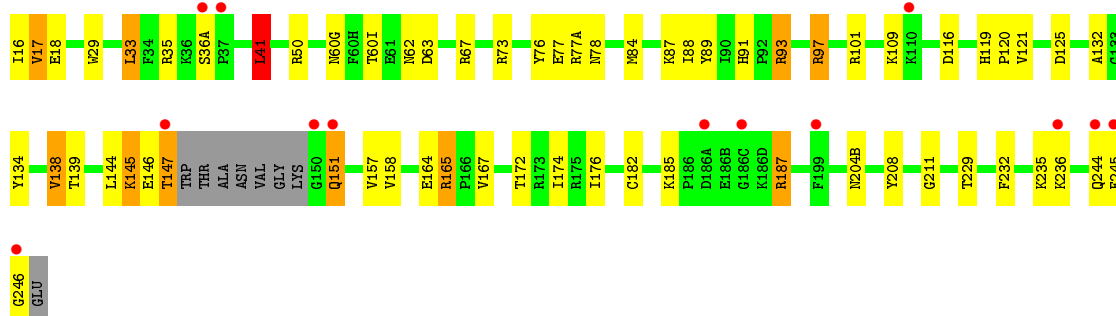 I16 V17 E18 W29 L33 F34 R35 K36 S36A P37 L41 R50 N60G F60H T60I E61 N62 D63 R67 R73 Y76 E77 R77A N78 M84 K87 I88 Y89 I90 H91 P92 R93 R97 R101 K109 K110 D116 H119 P120 V121 D125 A132 G133
Y134 V138 T139 L144 K145 E146 T147 TRP THR ALA ASN VAL GLY LYS G150 Q151 V157 V158 E164 R165 P166 V167 T172 R173 I174 R175 I176 C182 K185 P186 D186A E186B G186C K186D R187 F199 N204B Y208 G211 T229 F232 K235 K236 Q244
G246 GLU